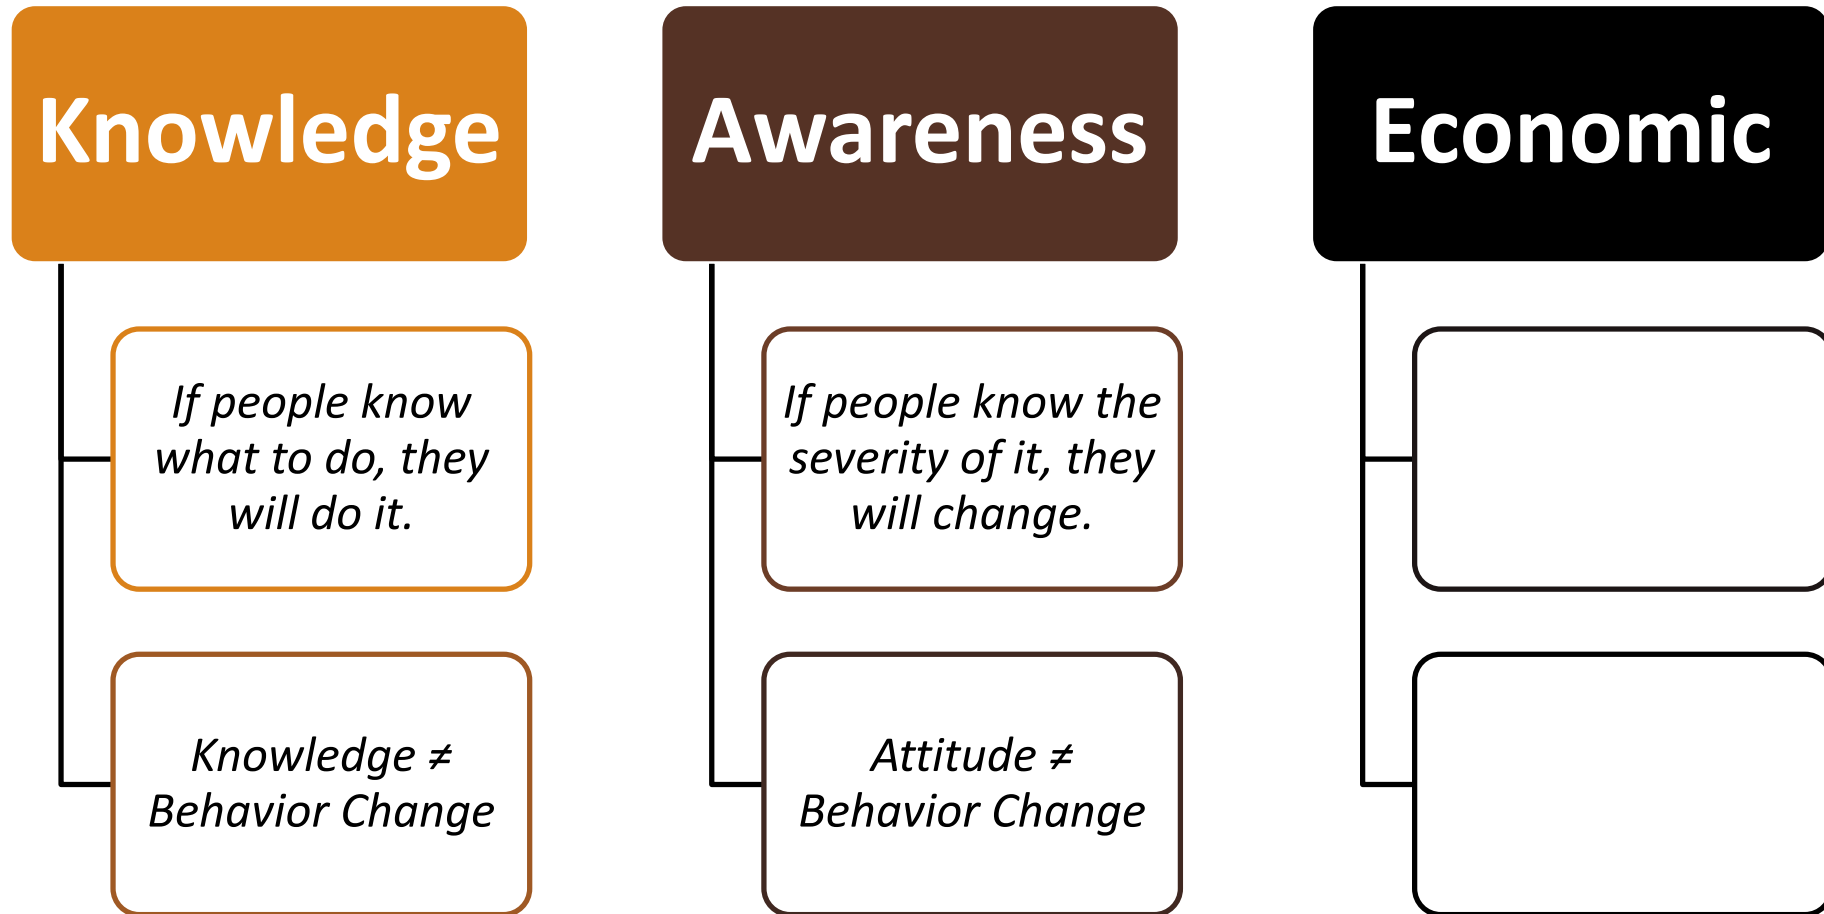 Knowledge
If people know
what to do, they
will do it.
Knowledge ≠
Behavior Change
Awareness
If people know the
severity of it, they
will change.
Attitude ≠
Behavior Change
Economic